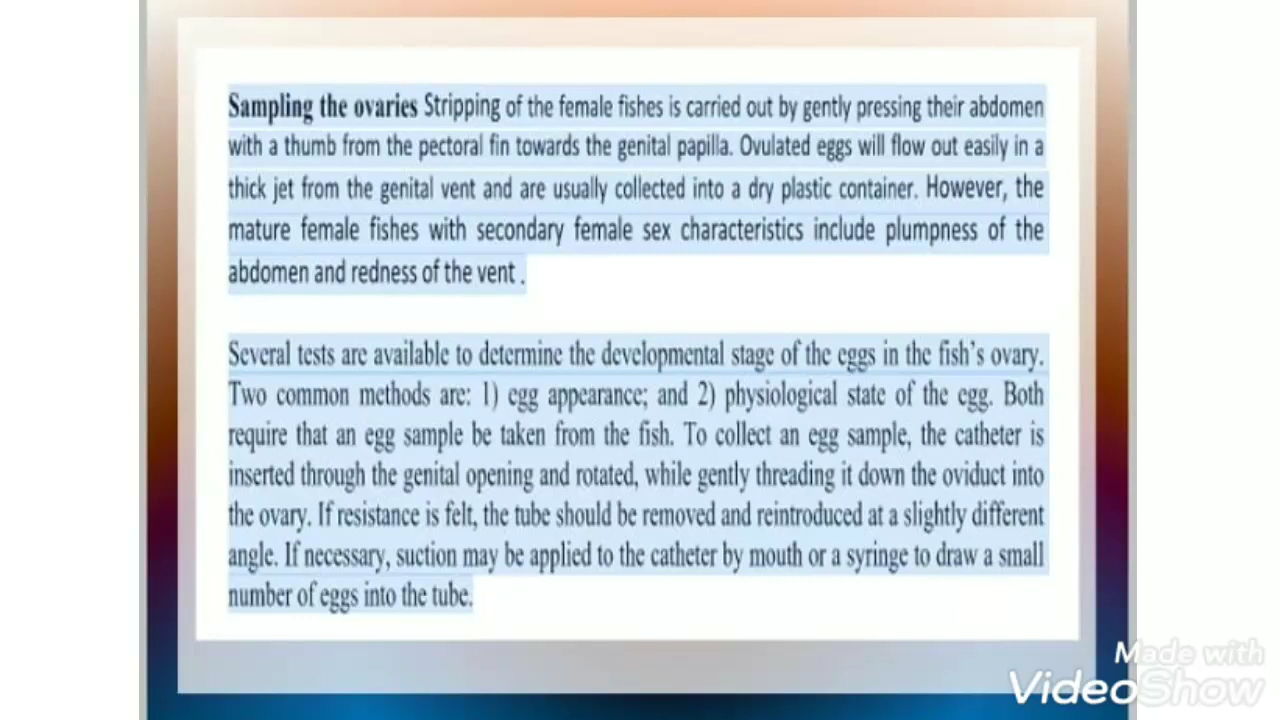 Sampling the ovaries Stripping of the female fishes is carried out by gently pressing their abdomen
with a thumb from the pectoral fin towards the genital papilla. Ovulated eggs will flow out easily in a
thick jet from the genital vent and are usually collected into a dry plastic container. However, the
mature female fishes with secondary female sex characteristics include plumpness of the
abdomen and redness of the vent .
Several tests are available to determine the developmental stage of the eggs in the fish's ovary.
Two common methods are: 1) egg appearance; and 2) physiological state of the egg. Both
require that an egg sample be taken from the fish. To collect an egg sample, the catheter is
inserted through the genital opening and rotated, while gently threading it down the oviduct into
the ovary. If resistance is felt, the tube should be removed and reintroduced at a slightly different
angle. If necessary, suction may be applied to the catheter by mouth or a syringe to draw a small
number of eggs into the tube.
Made with
VideoShow